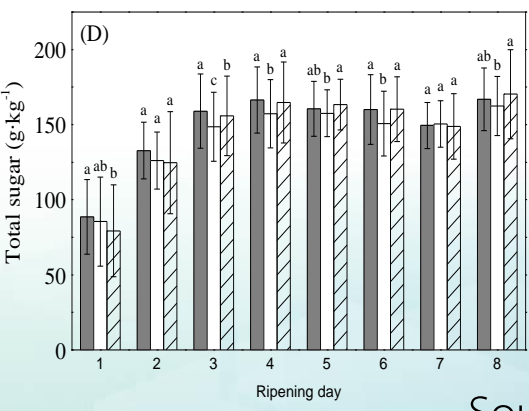 (D)
200
150
100
50
0
Total sugar (g·kg⁻¹)
a ab b
a a a
a c b
a b a
ab b a
a b a
a a a
ab b a
1 2 3 4 5 6 7 8
Ripening day